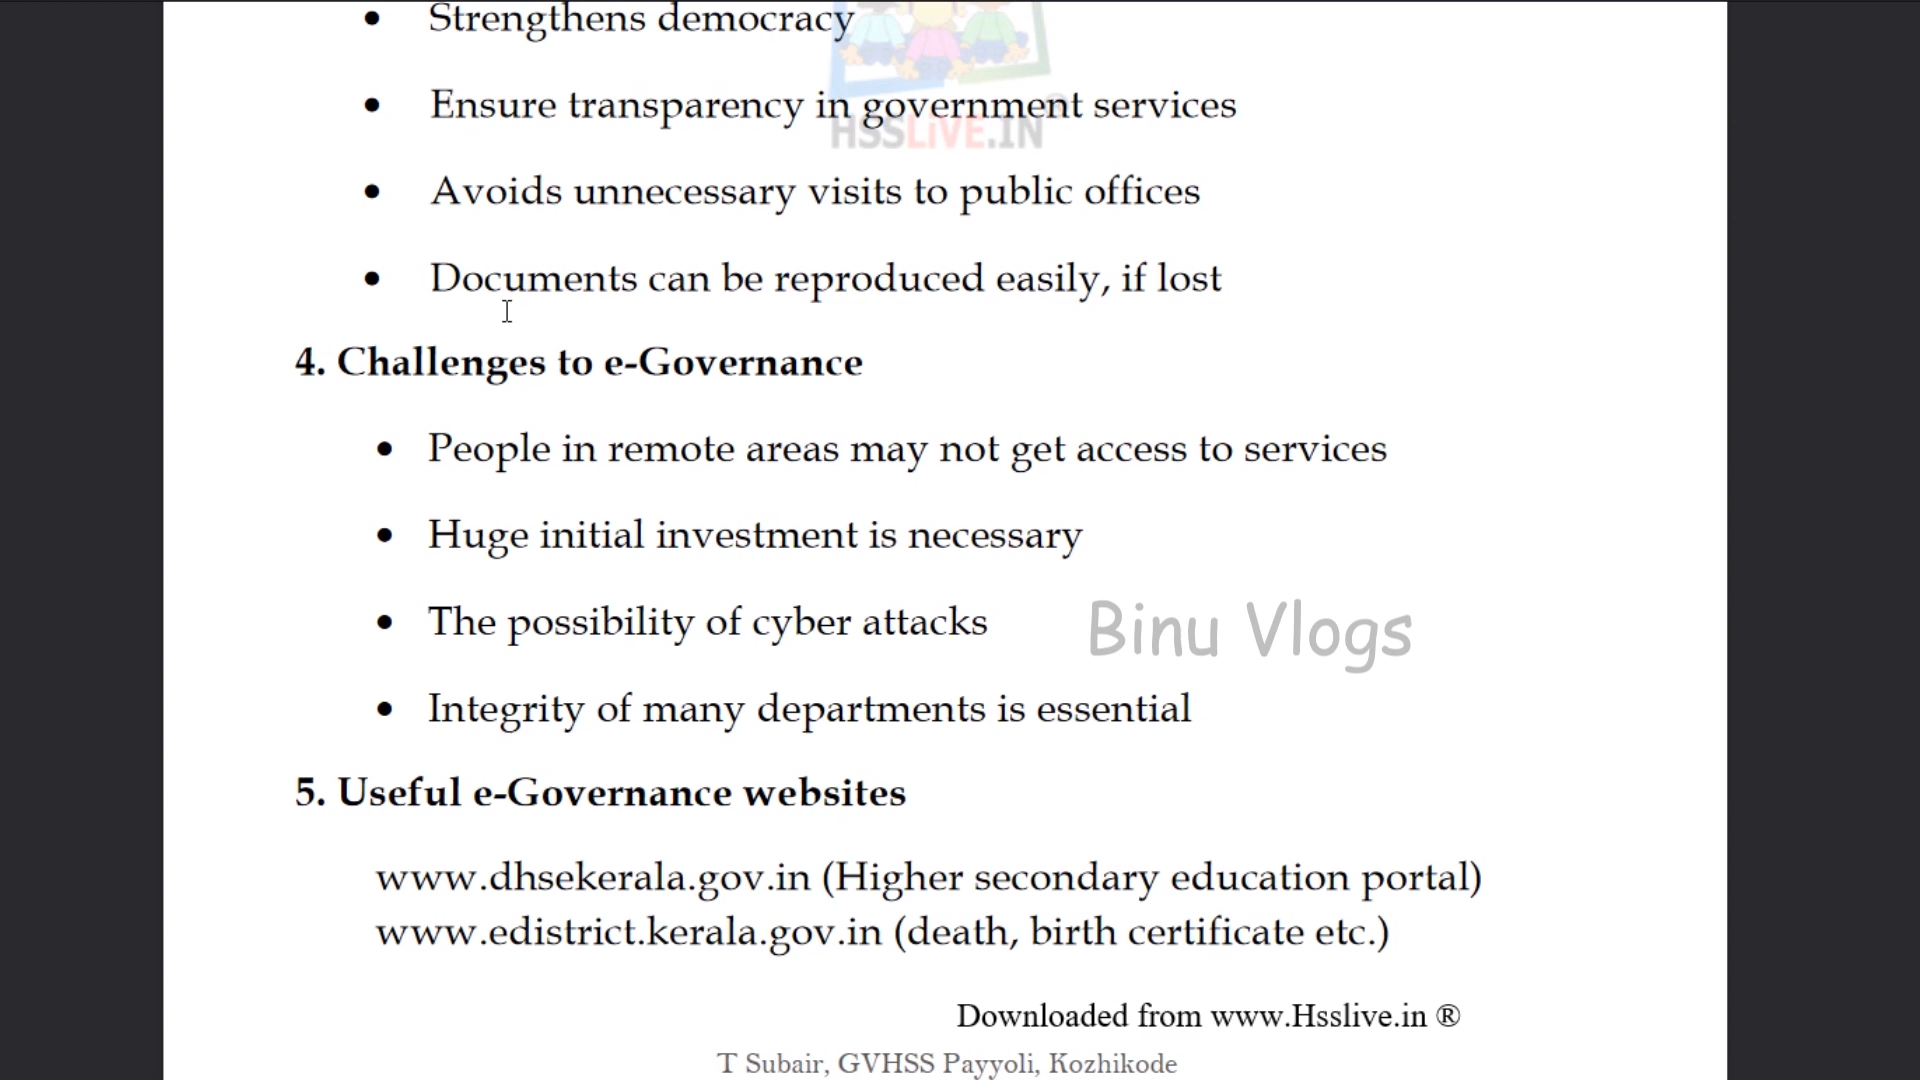 • Strengthens democracy
• Ensure transparency in government services
HSSLiVE.IN®
• Avoids unnecessary visits to public offices
• Documents can be reproduced easily, if lost
4. Challenges to e-Governance
• People in remote areas may not get access to services
• Huge initial investment is necessary
• The possibility of cyber attacks
Binu Vlogs
• Integrity of many departments is essential
5. Useful e-Governance websites
www.dhsekerala.gov.in (Higher secondary education portal)
www.edistrict.kerala.gov.in (death, birth certificate etc.)
Downloaded from www.Hsslive.in ®
T Subair, GVHSS Payyoli, Kozhikode